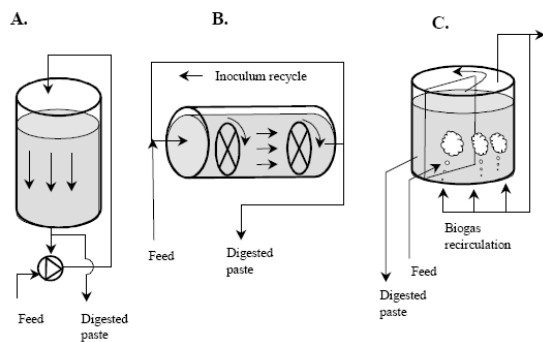 A.
B.
C.
Inoculum recycle
Feed
Digested
paste
Feed
Digested
paste
Biogas
recirculation
Feed
Digested
paste